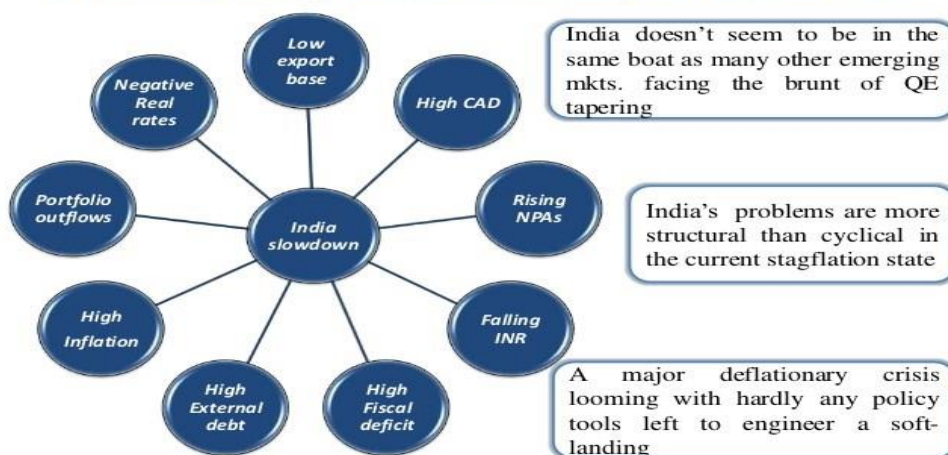 Low
export
base
High CAD
Rising
NPAs
Falling
INR
High
Fiscal
deficit
High
External
debt
High
Inflation
Portfolio
outflows
Negative
Real
rates
India
slowdown
India doesn't seem to be in the
same boat as many other emerging
mkts. facing the brunt of QE
tapering
India's problems are more
structural than cyclical in
the current stagflation state
A major deflationary crisis
looming with hardly any policy
tools left to engineer a soft-
landing